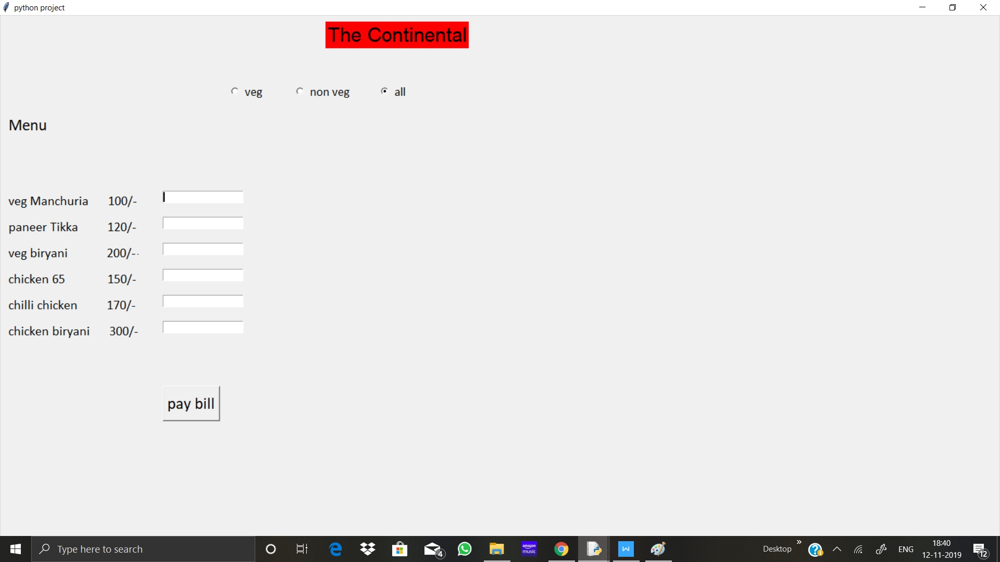 python project
The Continental
veg non veg all
Menu
veg Manchuria 100/-
paneer Tikka 120/-
veg biryani 200/-
chicken 65 150/-
chilli chicken 170/-
chicken biryani 300/-
pay bill
Type here to search
4
amazon music
W
Desktop
ENG
18:40
12-11-2019
12